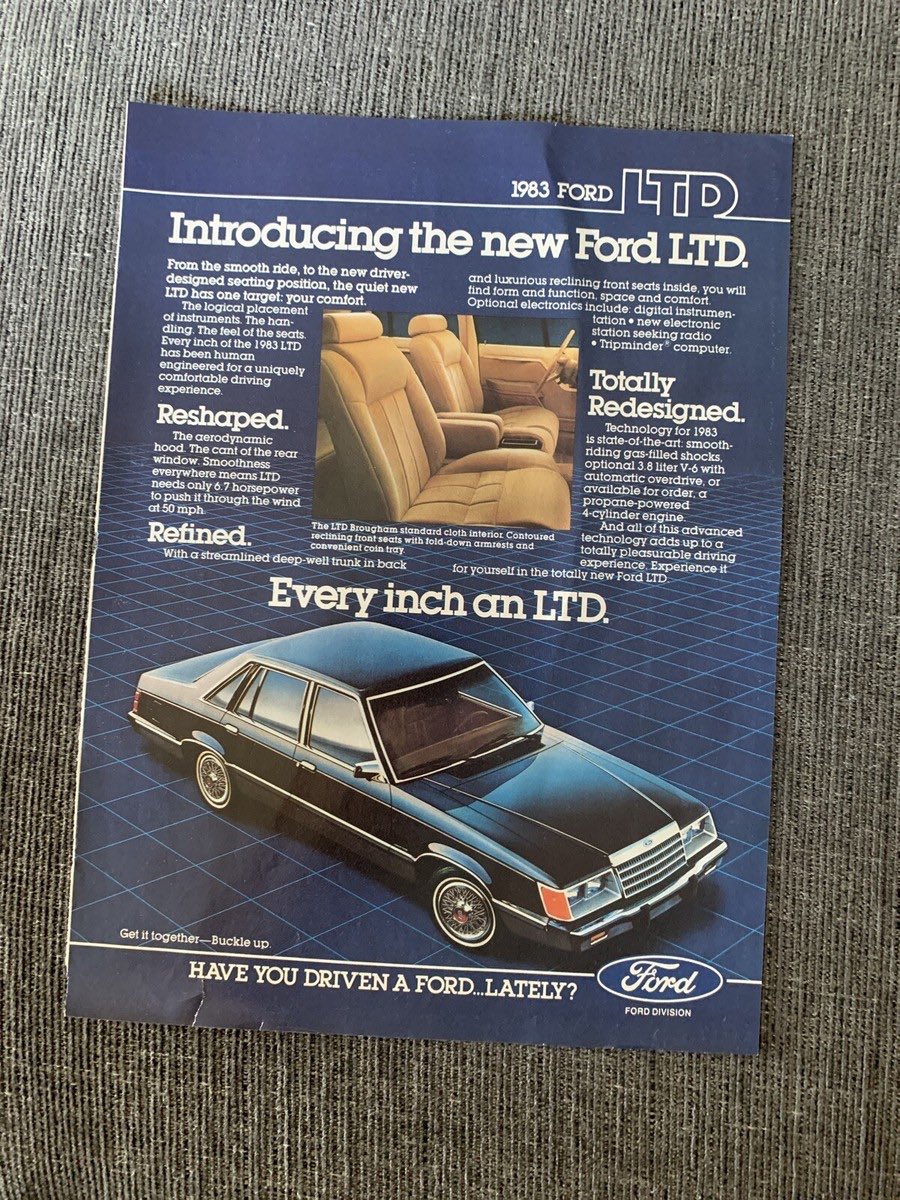 1983 FORD LTD
Introducing the new Ford LTD.
From the smooth ride, to the new driver-
designed seating position, the quiet new
LTD has one target: your comfort.
The logical placement
of instruments. The han-
dling. The feel of the seats.
Every inch of the 1983 LTD
has been human
engineered for a uniquely
comfortable driving
experience.
Reshaped.
The aerodynamic
hood. The cant of the rear
window. Smoothness
everywhere means LTD
needs only 6.7 horsepower
to push it through the wind
at 50 mph.
Refined.
With a streamlined deep-well trunk in back
and luxurious reclining front seats inside, you will
find form and function, space and comfort.
Optional electronics include: digital instrumen-
tation • new electronic
station seeking radio
• Tripminder® computer.
The LTD Brougham standard cloth interior. Contoured
reclining front seats with fold-down armrests and
convenient coin tray.
Totally
Redesigned.
Technology for 1983
is state-of-the-art: smooth-
riding gas-filled shocks,
optional 3.8 liter V-6 with
automatic overdrive, or
available for order, a
propane-powered
4-cylinder engine.
And all of this advanced
technology adds up to a
totally pleasurable driving
experience. Experience it
for yourself in the totally new Ford LTD.
Every inch an LTD.
Get it together—Buckle up.
HAVE YOU DRIVEN A FORD...LATELY?
Ford
FORD DIVISION